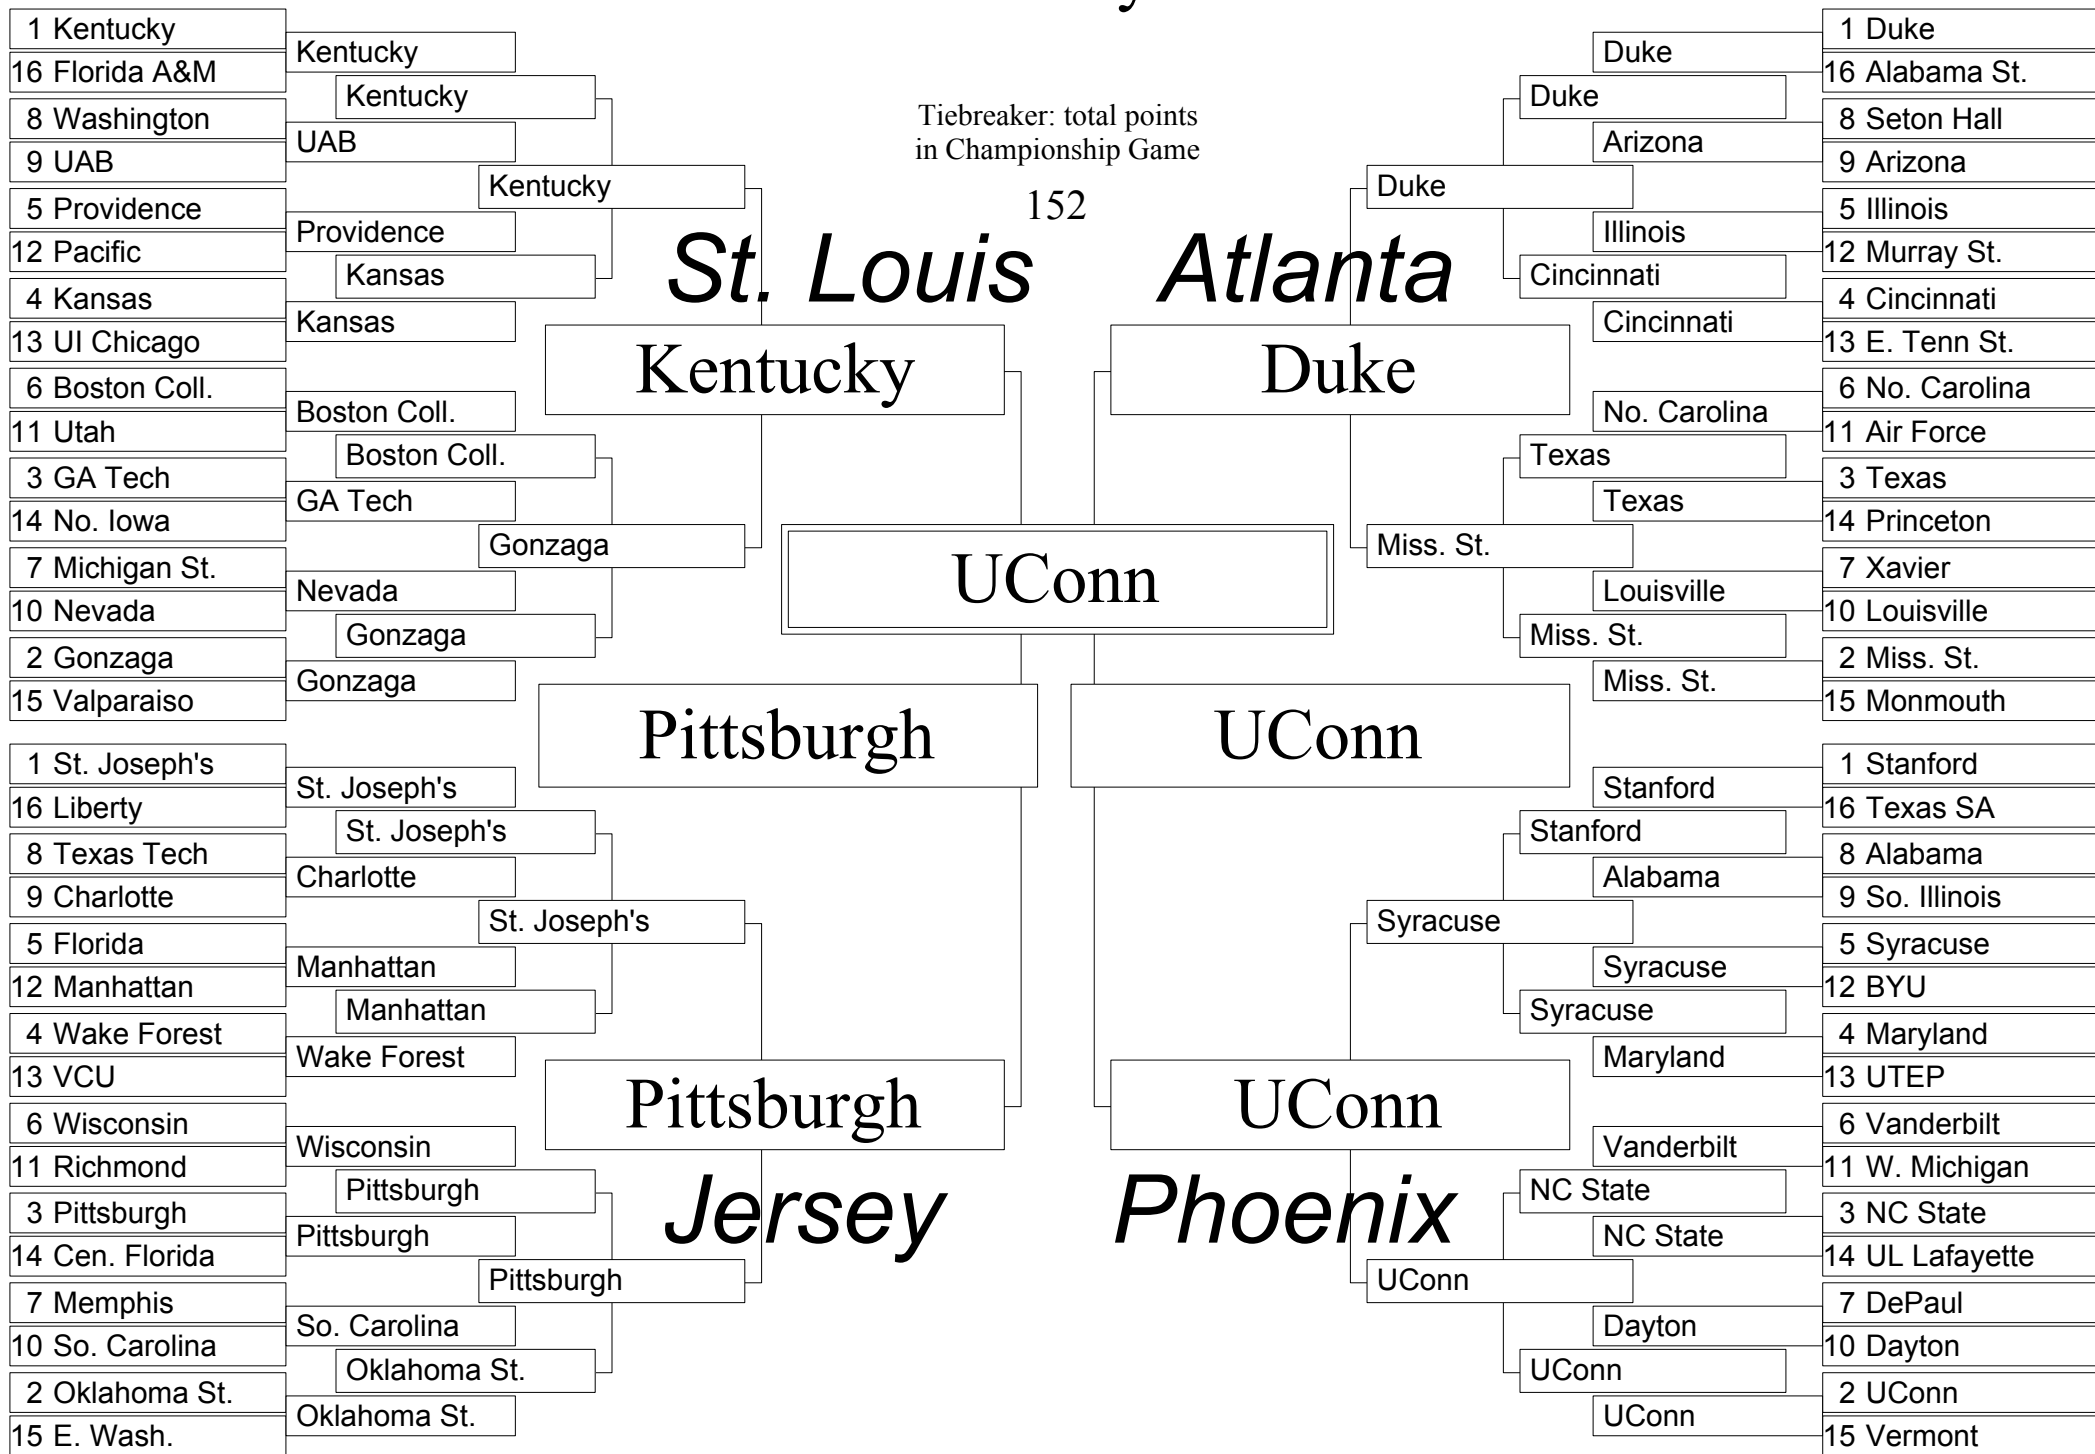 1 Kentucky
16 Florida A&M
8 Washington
9 UAB
5 Providence
12 Pacific
4 Kansas
13 UI Chicago
6 Boston Coll.
11 Utah
3 GA Tech
14 No. Iowa
7 Michigan St.
10 Nevada
2 Gonzaga
15 Valparaiso
1 St. Joseph's
16 Liberty
8 Texas Tech
9 Charlotte
5 Florida
12 Manhattan
4 Wake Forest
13 VCU
6 Wisconsin
11 Richmond
3 Pittsburgh
14 Cen. Florida
7 Memphis
10 So. Carolina
2 Oklahoma St.
15 E. Wash.
Kentucky
UAB
Providence
Kansas
Boston Coll.
GA Tech
Nevada
Gonzaga
St. Joseph's
Charlotte
Manhattan
Wake Forest
Wisconsin
Pittsburgh
So. Carolina
Oklahoma St.
Kentucky
Kansas
Boston Coll.
Gonzaga
St. Joseph's
Manhattan
Pittsburgh
Oklahoma St.
Kentucky
Gonzaga
St. Joseph's
Pittsburgh
Tiebreaker: total points
in Championship Game
152
St. Louis
Atlanta
Kentucky
Duke
UConn
Pittsburgh
UConn
Pittsburgh
UConn
Jersey
Phoenix
Duke
Miss. St.
Syracuse
UConn
Duke
Cincinnati
Texas
Miss. St.
Stanford
Syracuse
NC State
UConn
Duke
Arizona
Illinois
Cincinnati
No. Carolina
Texas
Louisville
Miss. St.
Stanford
Alabama
Syracuse
Maryland
Vanderbilt
NC State
Dayton
UConn
1 Duke
16 Alabama St.
8 Seton Hall
9 Arizona
5 Illinois
12 Murray St.
4 Cincinnati
13 E. Tenn St.
6 No. Carolina
11 Air Force
3 Texas
14 Princeton
7 Xavier
10 Louisville
2 Miss. St.
15 Monmouth
1 Stanford
16 Texas SA
8 Alabama
9 So. Illinois
5 Syracuse
12 BYU
4 Maryland
13 UTEP
6 Vanderbilt
11 W. Michigan
3 NC State
14 UL Lafayette
7 DePaul
10 Dayton
2 UConn
15 Vermont